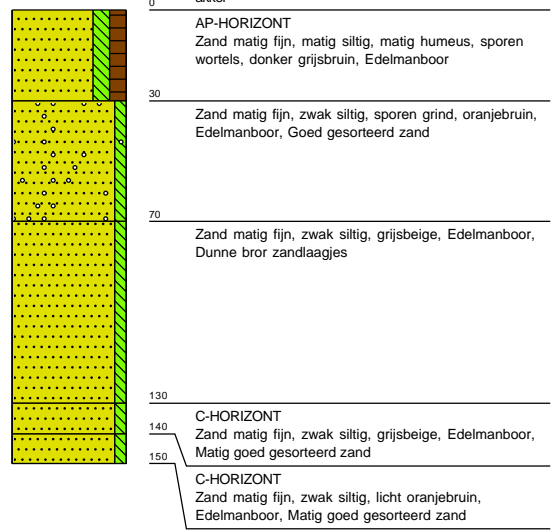 0
AP-HORIZONT
Zand matig fijn, matig siltig, matig humeus, sporen
wortels, donker grijsbruin, Edelmanboor
30
Zand matig fijn, zwak siltig, sporen grind, oranjebruin,
Edelmanboor, Goed gesorteerd zand
70
Zand matig fijn, zwak siltig, grijsbeige, Edelmanboor,
Dunne bror zandlaagjes
130
C-HORIZONT
Zand matig fijn, zwak siltig, grijsbeige, Edelmanboor,
Matig goed gesorteerd zand
140
150
C-HORIZONT
Zand matig fijn, zwak siltig, licht oranjebruin,
Edelmanboor, Matig goed gesorteerd zand